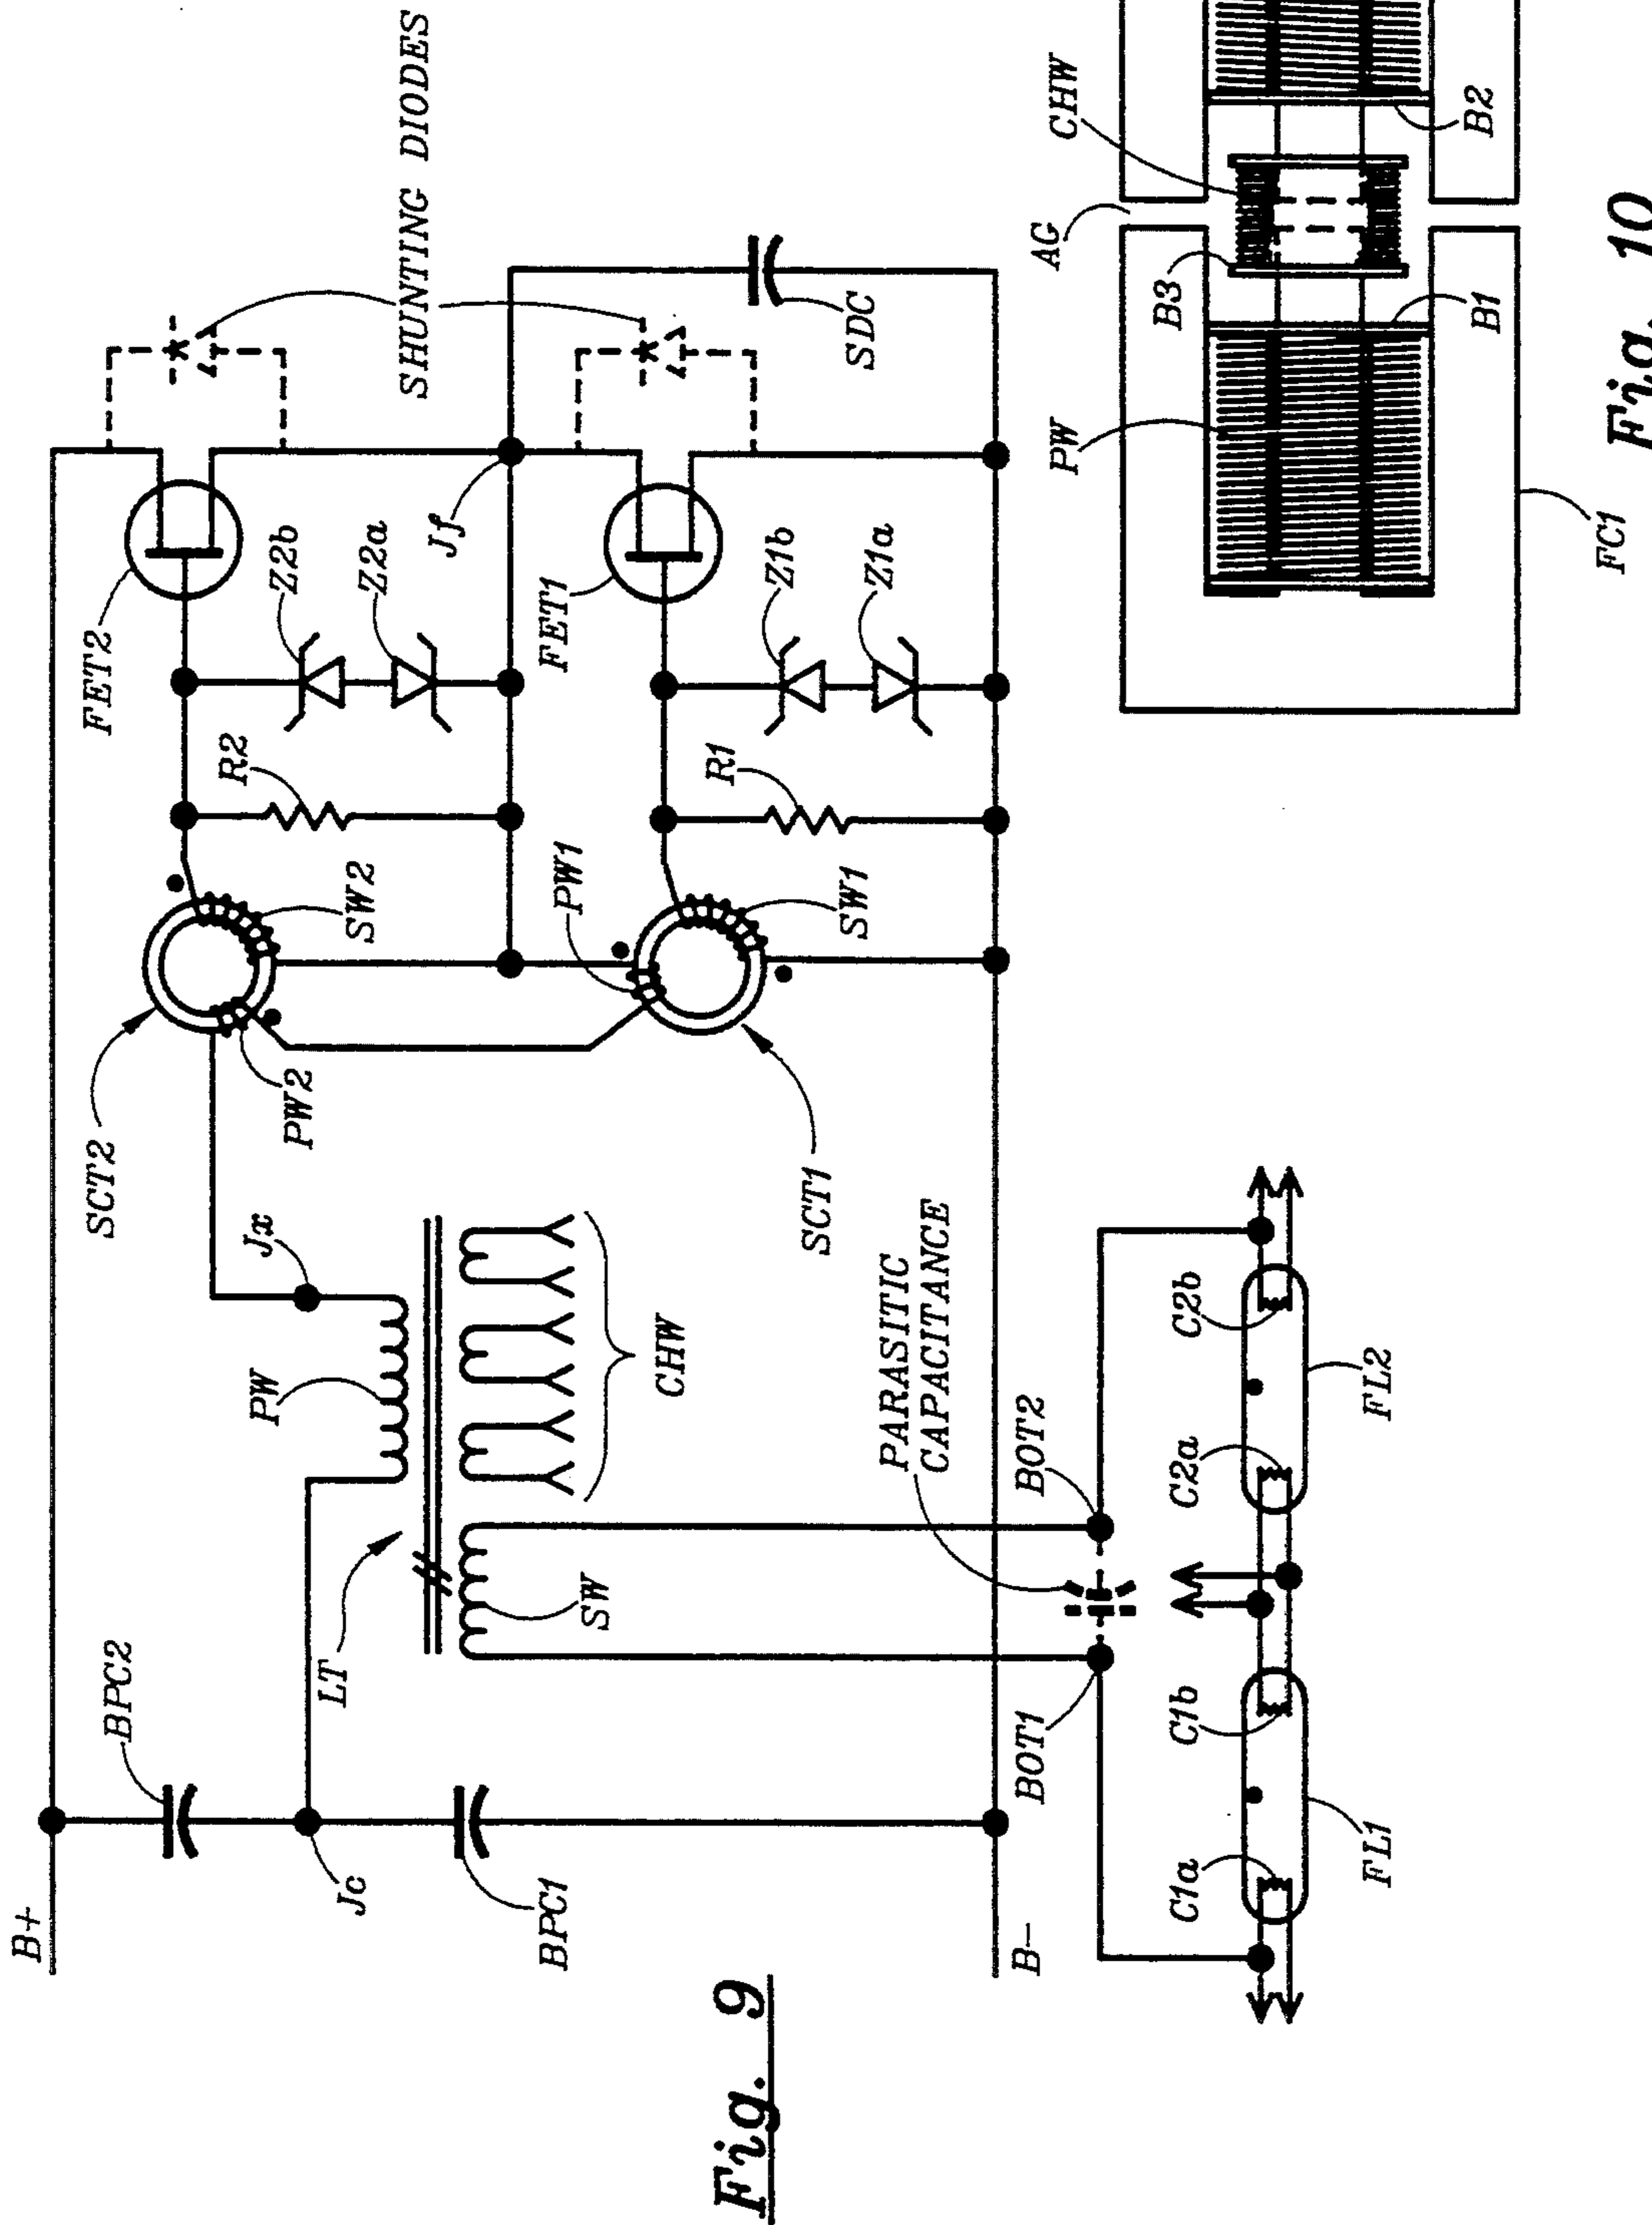 B+
BPC2
Jc
BPC1
B-
LT
PW
Jx
SW
CHW
SCT2
PW2
SW2
R2
FET2
Z2b
Z2a
Jf
SHUNTING DIODES
SCT1
PW1
SW1
R1
FET1
Z1b
Z1a
SDC
PARASITIC
CAPACITANCE
BOT1
BOT2
C1a
C1b
C2a
C2b
FL1
FL2
Fig. 9
PW
B3
AG
CHW
FC1
B1
B2
Fig. 10